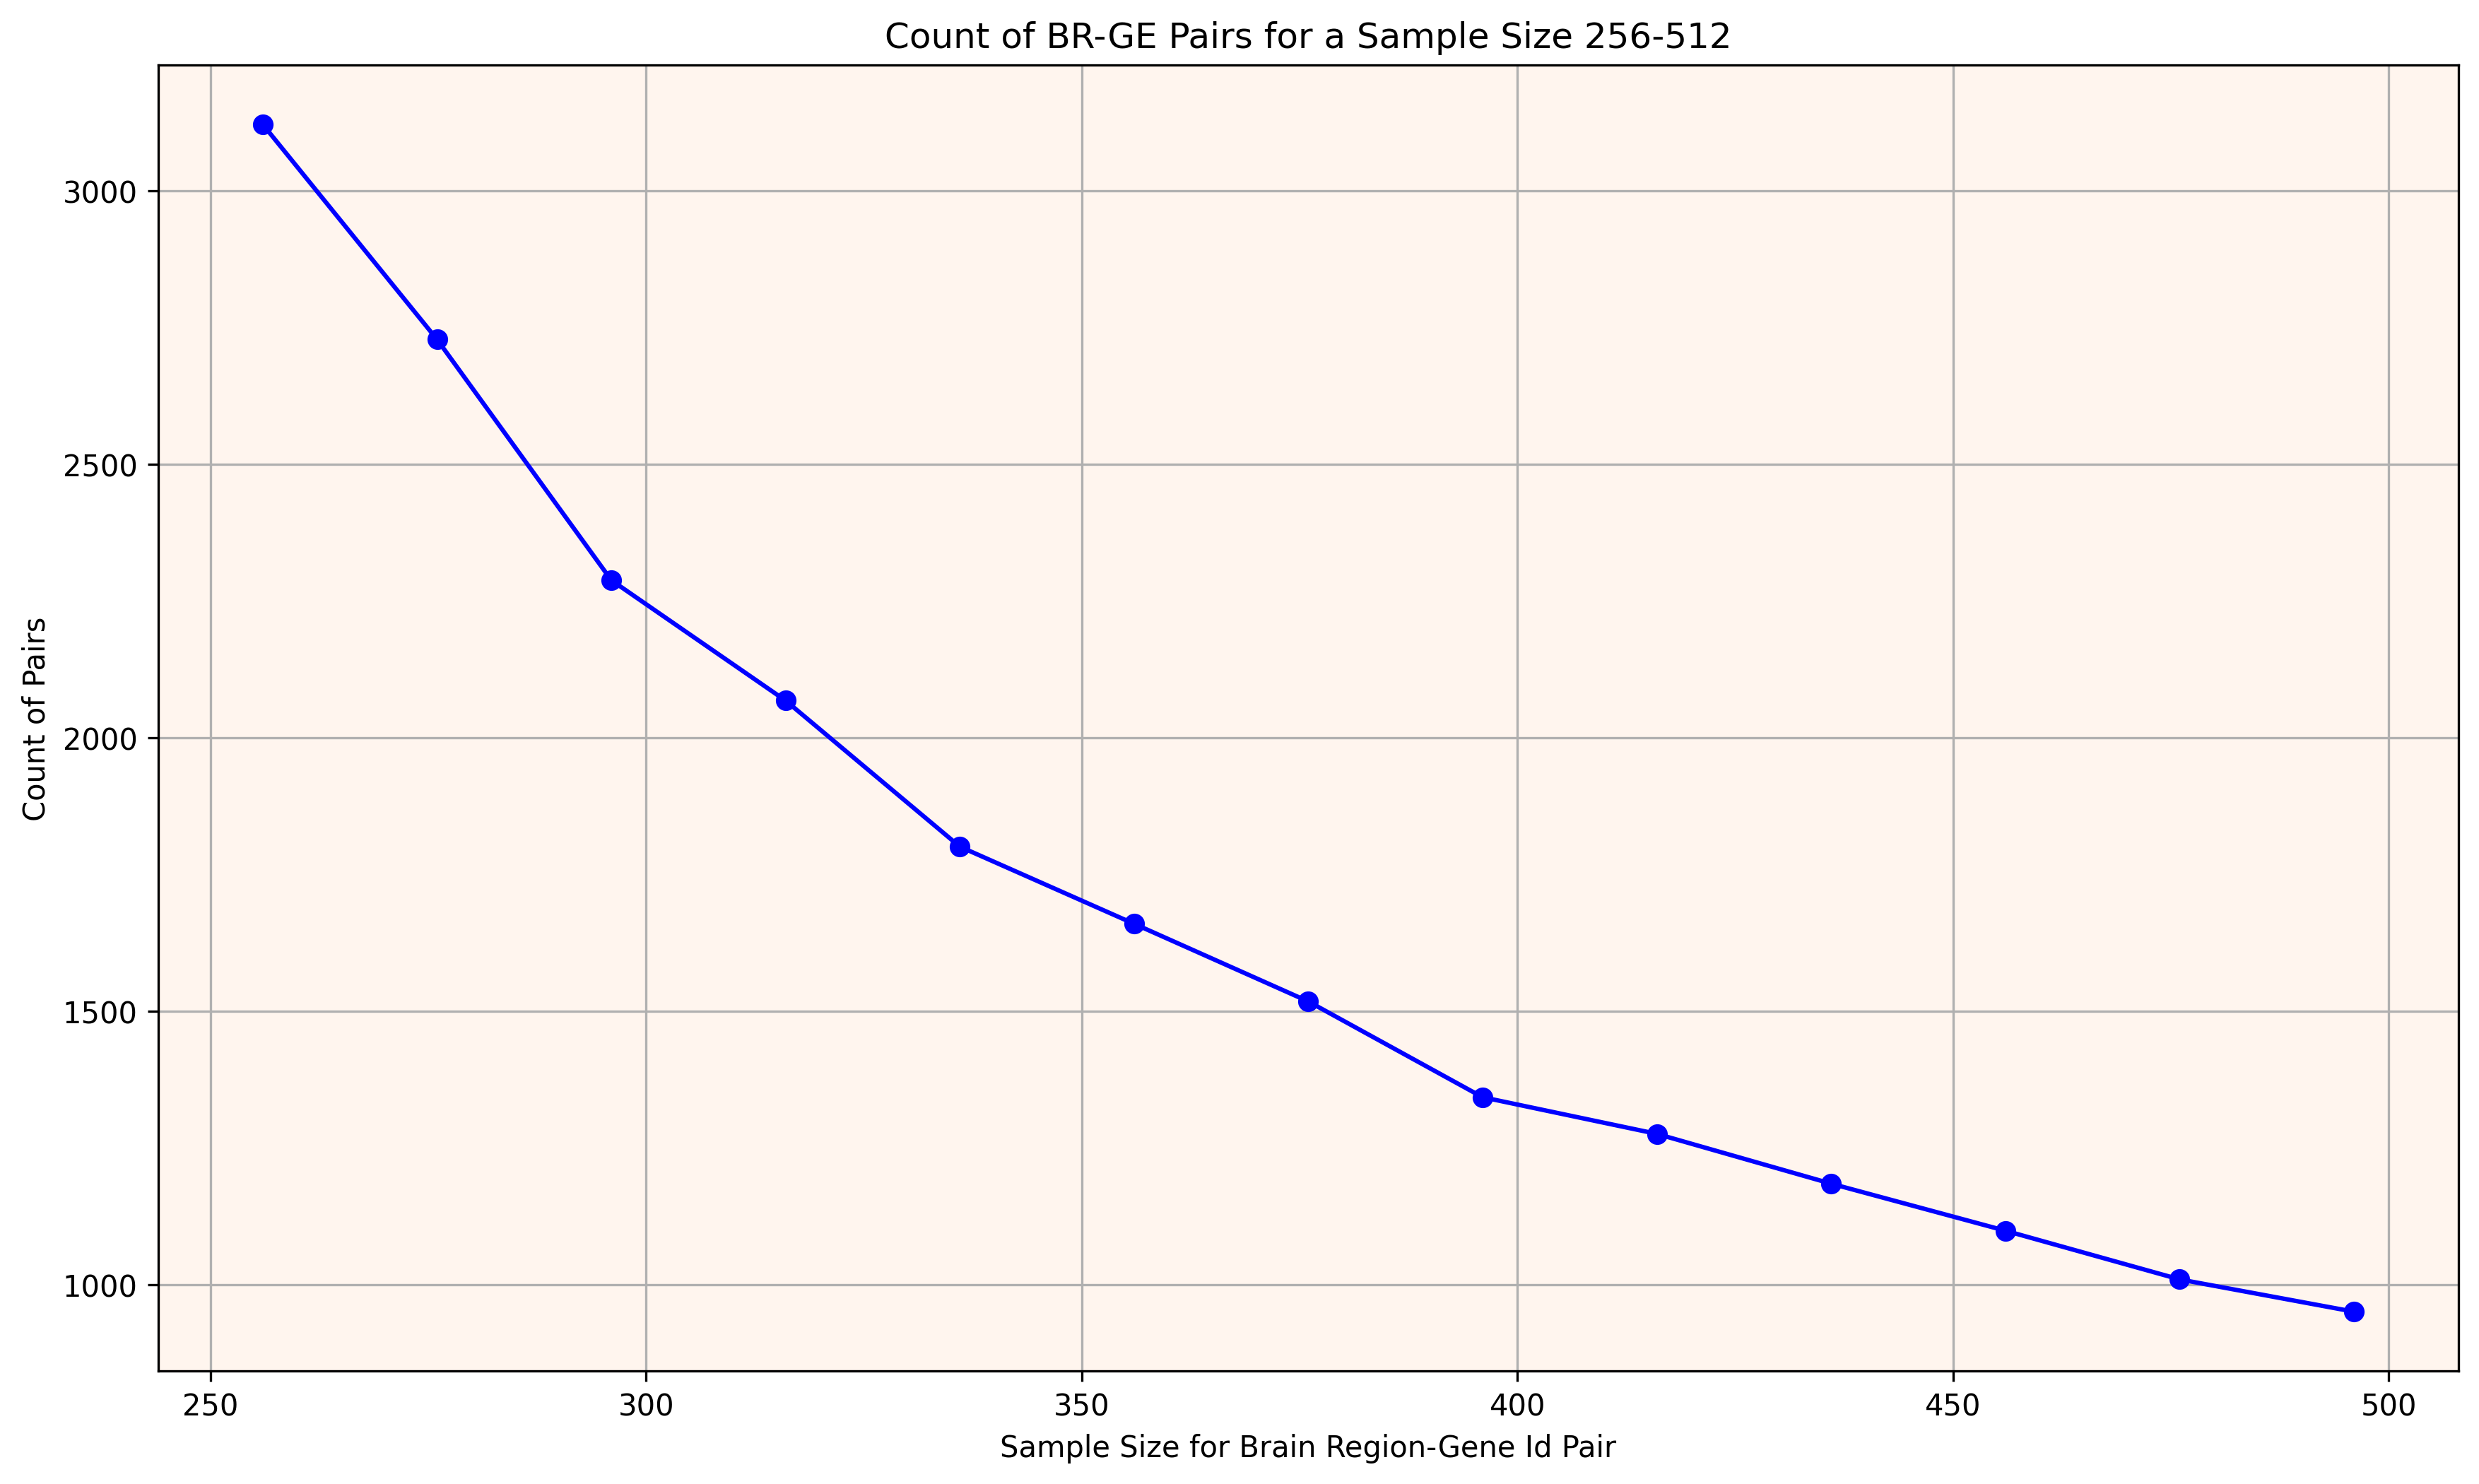 Count of BR-GE Pairs for a Sample Size 256-512
Count of Pairs
3000
2500
2000
1500
1000
250 300 350 400 450 500
Sample Size for Brain Region-Gene Id Pair